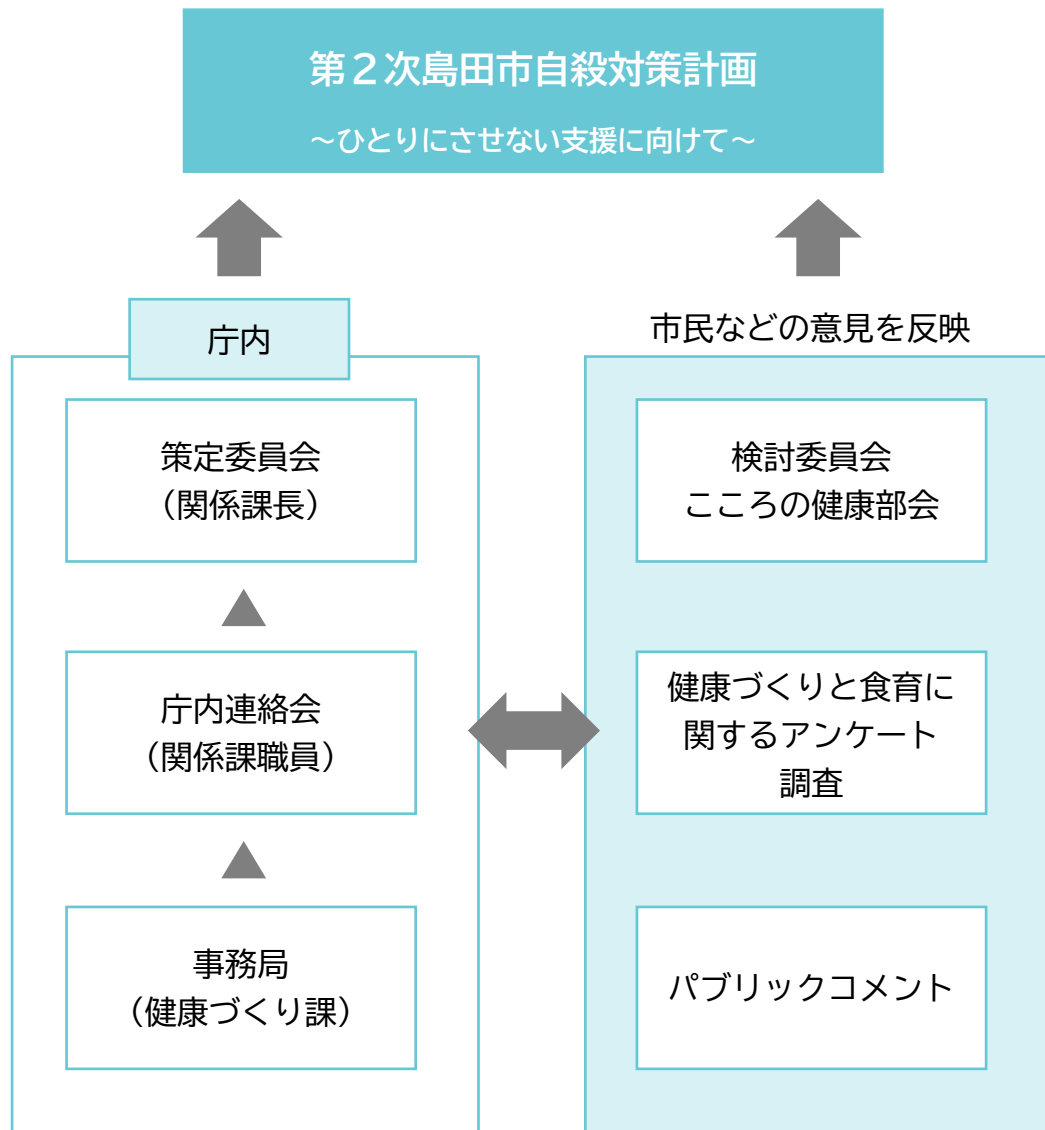 第２次島田市自殺対策計画
～ひとりにさせない支援に向けて～
庁内
策定委員会
（関係課長）
庁内連絡会
（関係課職員）
事務局
（健康づくり課）
市民などの意見を反映
検討委員会
こころの健康部会
健康づくりと食育に
関するアンケート
調査
パブリックコメント